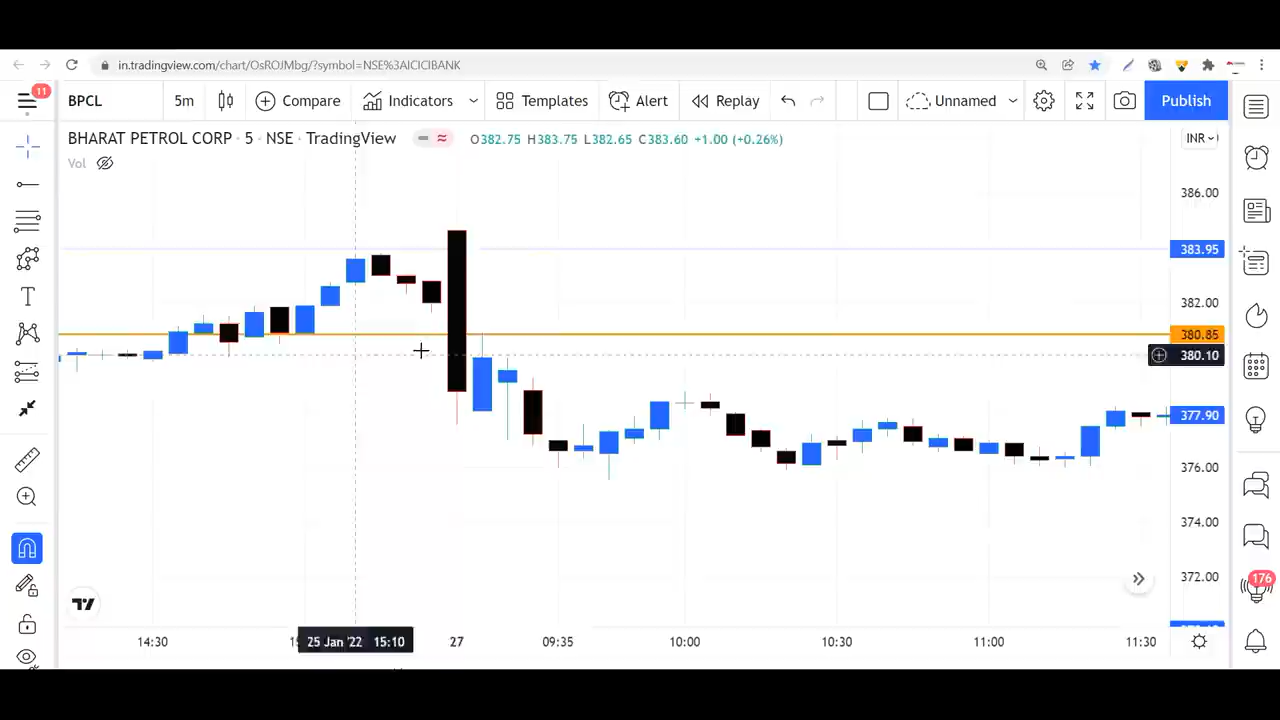 in.tradingview.com/chart/OsROJMbg/?symbol=NSE%3AICICIBANK
11
BPCL 5m Compare Indicators Templates Alert Replay Unnamed Publish
BHARAT PETROL CORP · 5 · NSE · TradingView O382.75 H383.75 L382.65 C383.60 +1.00 (+0.26%)
INR
Vol
386.00
383.95
382.00
380.85
380.10
377.90
376.00
374.00
372.00
176
14:30 25 Jan '22 15:10 27 09:35 10:00 10:30 11:00 11:30